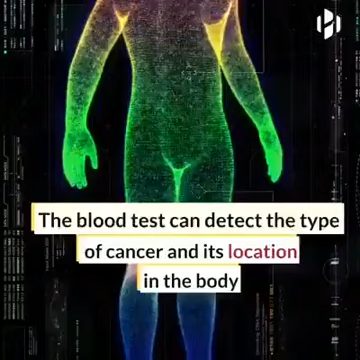 The blood test can detect the type
of cancer and its location
in the body